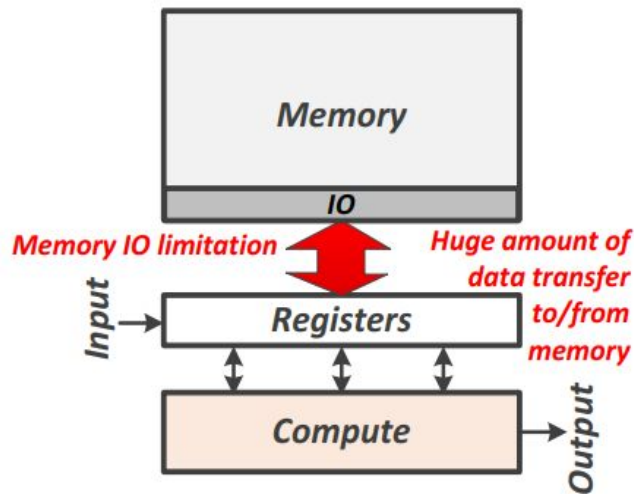 Memory
IO
Memory IO limitation
Huge amount of
data transfer
to/from
memory
Input
Registers
Compute
Output